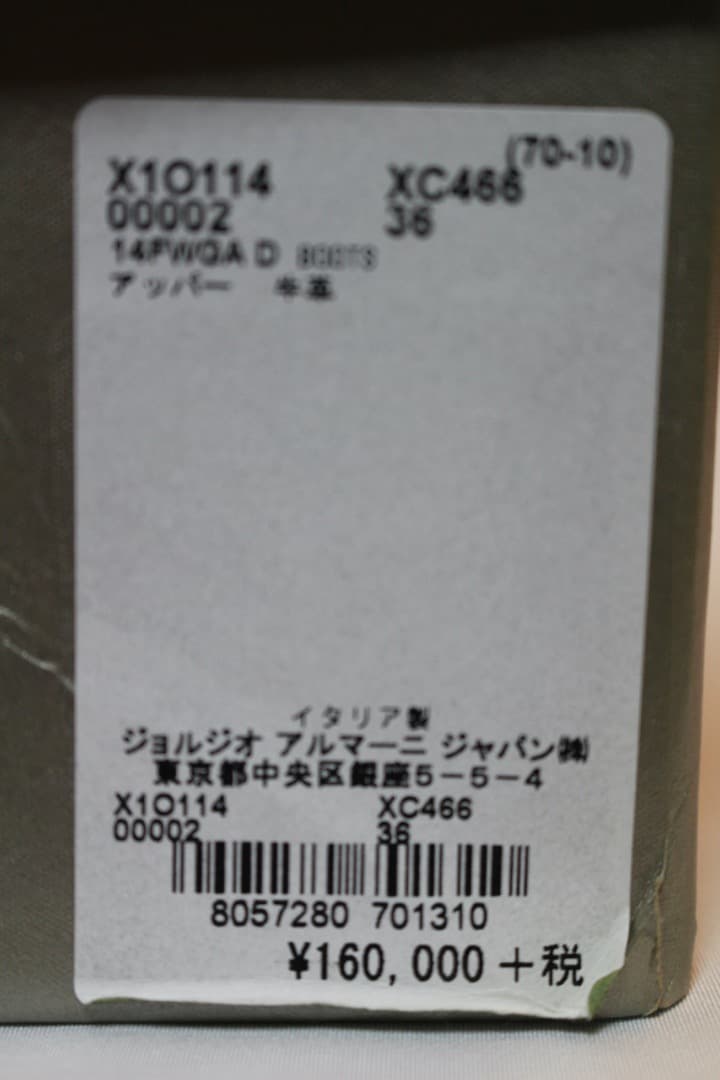 (70-10)
X1O114 XC466
00002 36
14FWGA D BOOTS
アッパー 牛革
イタリア製
ジョルジオ アルマーニ ジャパン㈱
東京都中央区銀座5-5-4
X1O114 XC466
00002 36
8057280 701310
¥160,000+税